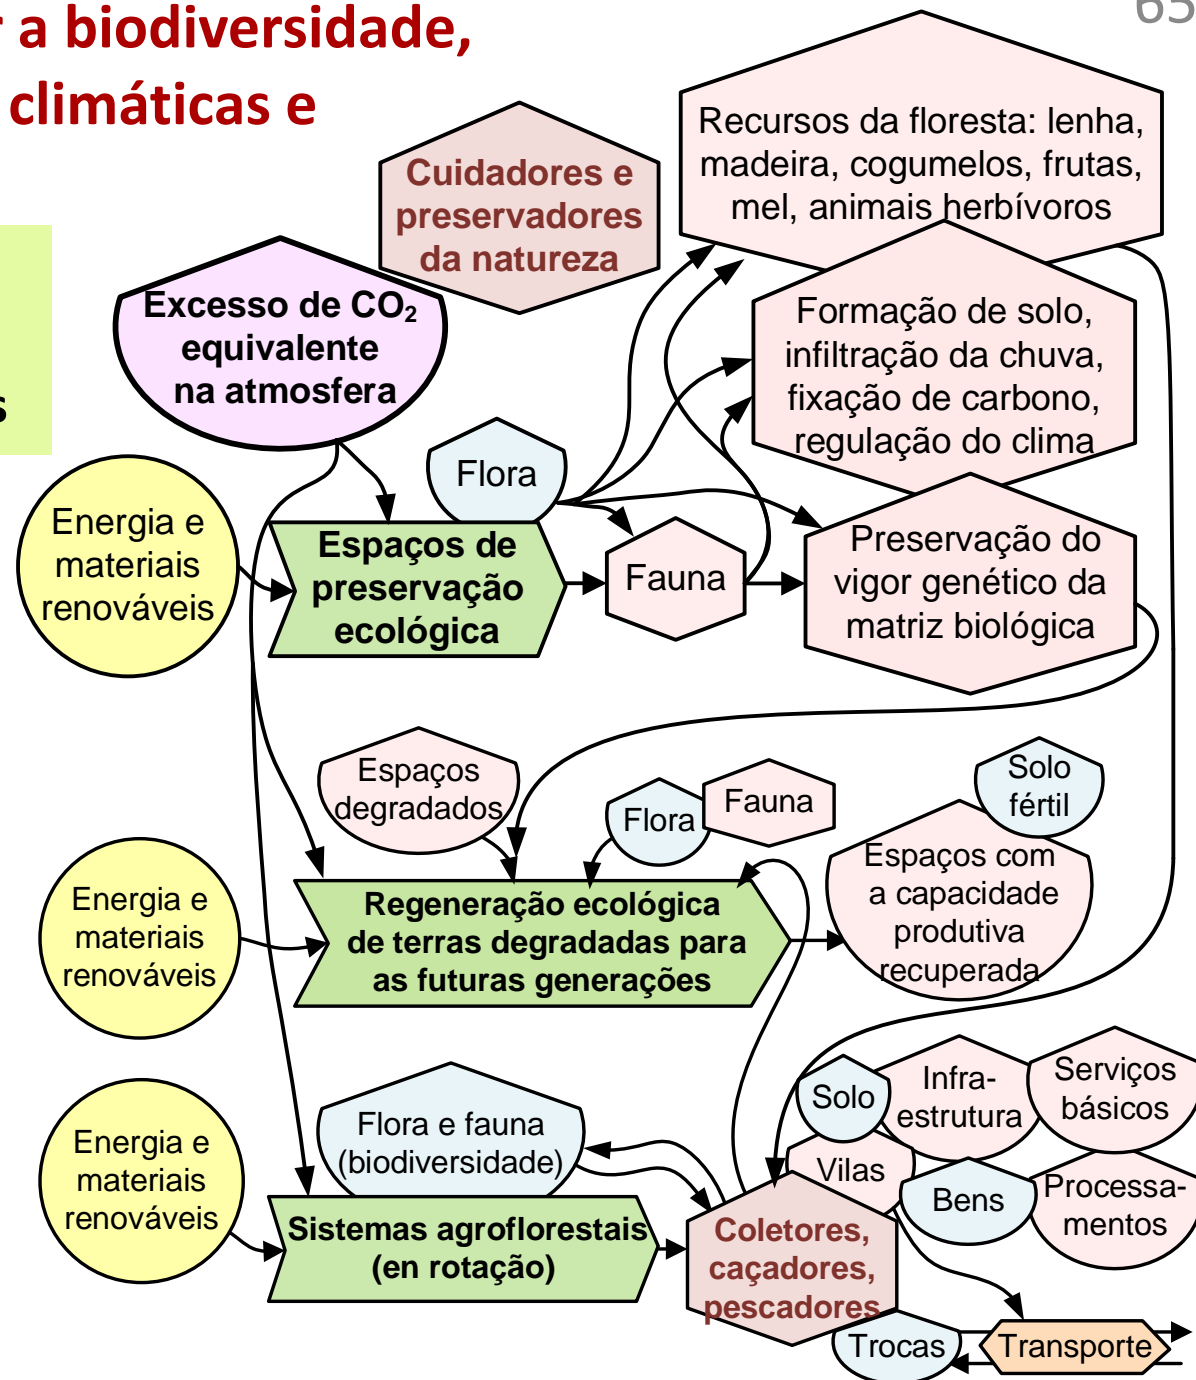 65
r a biodiversidade,
climáticas e
s
Recursos da floresta: lenha,
madeira, cogumelos, frutas,
mel, animais herbívoros
Cuidadores e
preservadores
da natureza
Excesso de CO₂
equivalente
na atmosfera
Formação de solo,
infiltração da chuva,
fixação de carbono,
regulação do clima
Flora
Energia e
materiais
renováveis
Espaços de
preservação
ecológica
Fauna
Preservação do
vigor genético da
matriz biológica
Espaços
degradados
Flora
Fauna
Solo
fértil
Energia e
materiais
renováveis
Regeneração ecológica
de terras degradadas para
as futuras generações
Espaços com
a capacidade
produtiva
recuperada
Solo
Infra-
estrutura
Serviços
básicos
Flora e fauna
(biodiversidade)
Vilas
Bens
Processa-
mentos
Energia e
materiais
renováveis
Sistemas agroflorestais
(en rotação)
Coletores,
caçadores,
pescadores
Trocas
Transporte